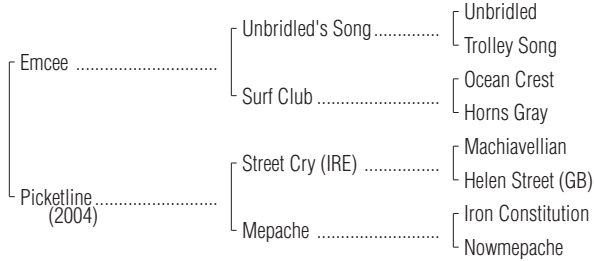 Unbridled
Unbridled's Song..............
Trolley Song
Emcee ..............................
Ocean Crest
Surf Club ..........................
Horns Gray
Machiavellian
Street Cry (IRE) ................
Helen Street (GB)
Picketline..........................
(2004)
Iron Constitution
Mepache ..........................
Nowmepache